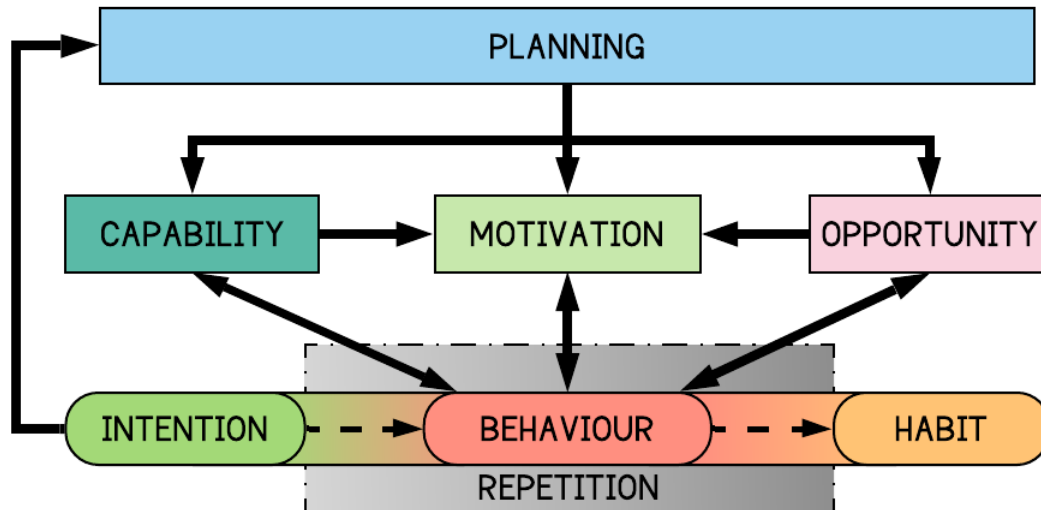 PLANNING
CAPABILITY
MOTIVATION
OPPORTUNITY
INTENTION
BEHAVIOUR
HABIT
REPETITION